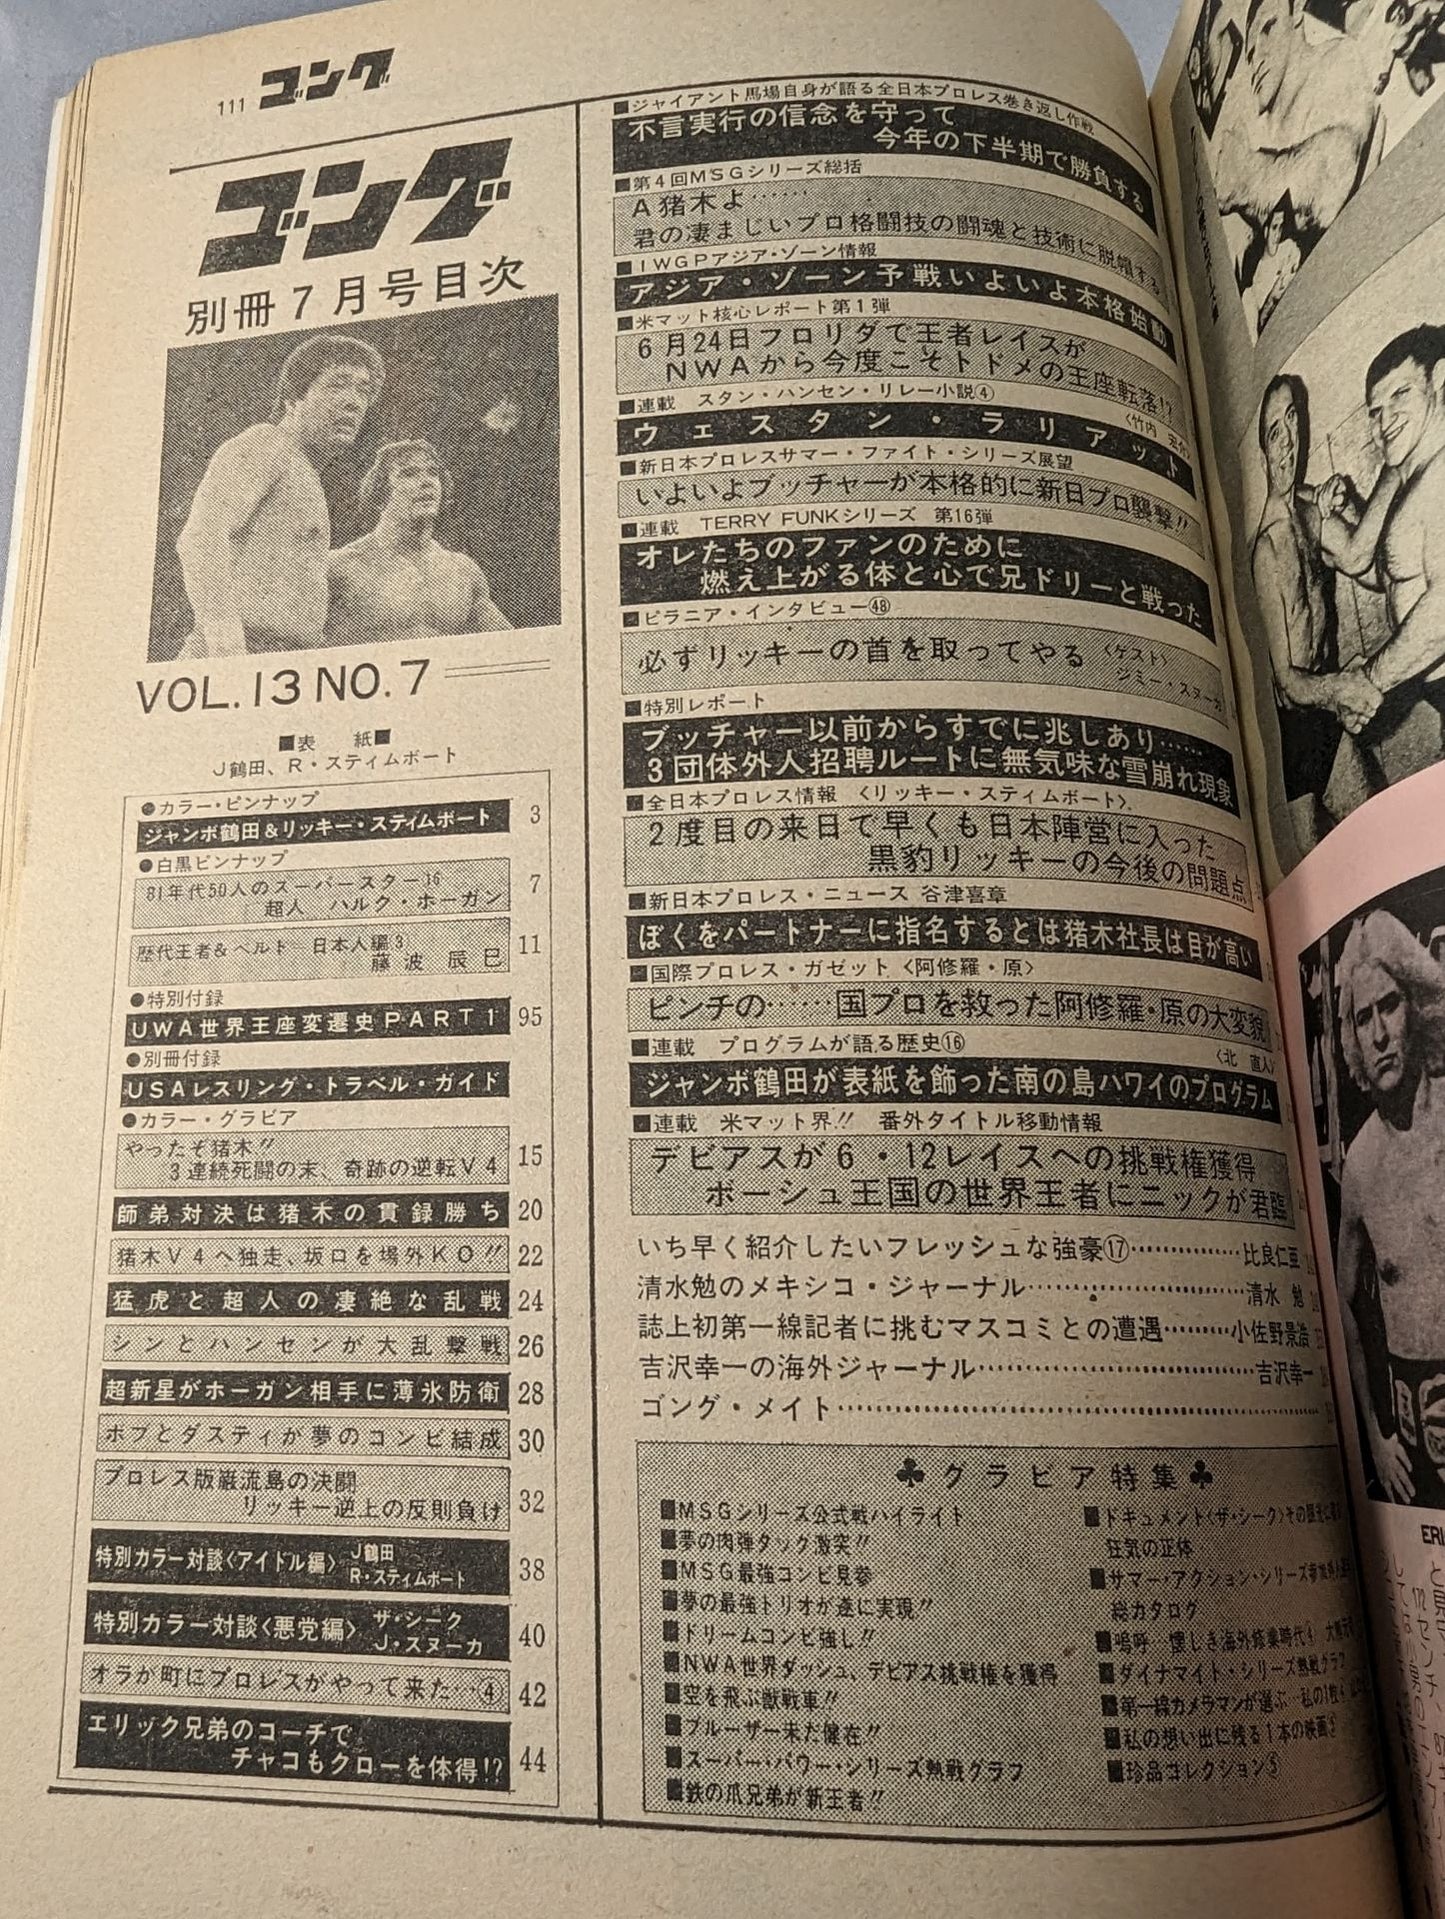 111 ゴング
ゴング
別冊7月号目次
VOL.13 NO.7
■表 紙■
J鶴田、R・スティムボート
●カラー・ピンナップ
ジャンボ鶴田&リッキー・スティムボート 3
●白黒ピンナップ
81年代50人のスーパースター16
超人 ハルク・ホーガン 7
歴代王者&ベルト 日本人編3
藤波辰巳 11
●特別付録
UWA世界王座変遷史PART1 95
●別冊付録
USAレスリング・トラベル・ガイド
●カラー・グラビア
やったぞ猪木!!
3連続死闘の末、奇跡の逆転V4 15
師弟対決は猪木の貫録勝ち 20
猪木V4へ独走、坂口を場外KO!! 22
猛虎と超人の凄絶な乱戦 24
シンとハンセンが大乱撃戦 26
超新星がホーガン相手に薄氷防衛 28
ホフとダスティが夢のコンビ結成 30
プロレス版巌流島の決闘
リッキー逆上の反則負け 32
特別カラー対談〈アイドル編〉 J鶴田
R・スティムボート 38
特別カラー対談〈悪党編〉 ザ・シーク
J・スヌーカ 40
オラが町にプロレスがやって来た…④ 42
エリック兄弟のコーチで
チャコもクローを体得!? 44
■ジャイアント馬場自身が語る全日本プロレス巻き返し作戦
不言実行の信念を守って
今年の下半期で勝負する
■第4回MSGシリーズ総括
A猪木よ……
君の凄まじいプロ格闘技の闘魂と技術に脱帽する
■IWGPアジア・ゾーン情報
アジア・ゾーン予戦いよいよ本格始動
■米マット核心レポート第1弾
6月24日フロリダで王者レイスが
NWAから今度こそトドメの王座転落!?
■連載 スタン・ハンセン・リレー小説④
〈竹内 宏介〉
ウェスタン・ラリアット
■新日本プロレスサマー・ファイト・シリーズ展望
いよいよブッチャーが本格的に新日プロ襲撃!!
■連載 TERRY FUNKシリーズ 第16弾
オレたちのファンのために
燃え上がる体と心で兄ドリーと戦った
■ピラニア・インタビュー㊽
必ずリッキーの首を取ってやる 〈ゲスト〉
ジミー・スヌーカ
■特別レポート
ブッチャー以前からすでに兆しあり……
3団体外人招聘ルートに無気味な雪崩れ現象
■全日本プロレス情報 〈リッキー・スティムボート〉
2度目の来日で早くも日本陣営に入った
黒豹リッキーの今後の問題点
■新日本プロレス・ニュース 谷津喜章
ぼくをパートナーに指名するとは猪木社長は目が高い
■国際プロレス・ガゼット〈阿修羅・原〉
ピンチの……国プロを救った阿修羅・原の大変貌
■連載 プログラムが語る歴史⑯
〈北 直人〉
ジャンボ鶴田が表紙を飾った南の島ハワイのプログラム
■連載 米マット界!! 番外タイトル移動情報
デビアスが6・12レイスへの挑戦権獲得
ボーシュ王国の世界王者にニックが君臨
いち早く紹介したいフレッシュな強豪⑰……比良仁亜
清水勉のメキシコ・ジャーナル……清水 勉
誌上初第一線記者に挑むマスコミとの遭遇……小佐野景浩
吉沢幸一の海外ジャーナル……吉沢幸一
ゴング・メイト……
♣グラビア特集♣
■MSGシリーズ公式戦ハイライト
■夢の肉弾タック激突!!
■MSG最強コンビ見参
■夢の最強トリオが遂に実現!!
■ドリームコンビ強し!!
■NWA世界ダッシュ、デビアス挑戦権を獲得
■空を飛ぶ獣戦車!!
■ブルーザー未だ健在!!
■スーパー・パワー・シリーズ熱戦グラフ
■鉄の爪兄弟が新王者!!
■ドキュメント〈ザ・シーク〉その
狂気の正体
■サマー・アクション・シリーズ参加
総カタログ
■嗚呼…懐しき海外修業時代④
■ダイナマイト・シリーズ熱戦グラフ
■第一線カメラマンが選ぶ…私の1枚
■私の想い出に残る1本の映画
■珍品コレクション5
ERI